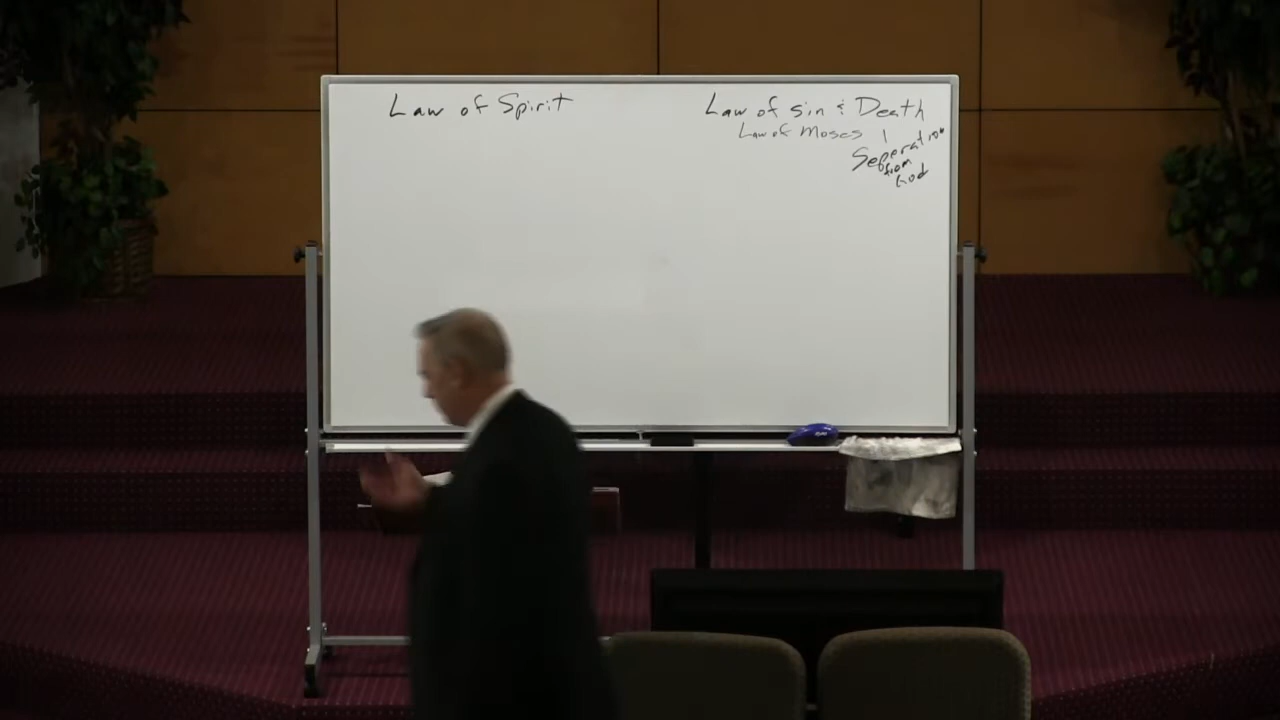 Law of Spirit
Law of Sin & Death
Law of Moses
Seperation
from
God